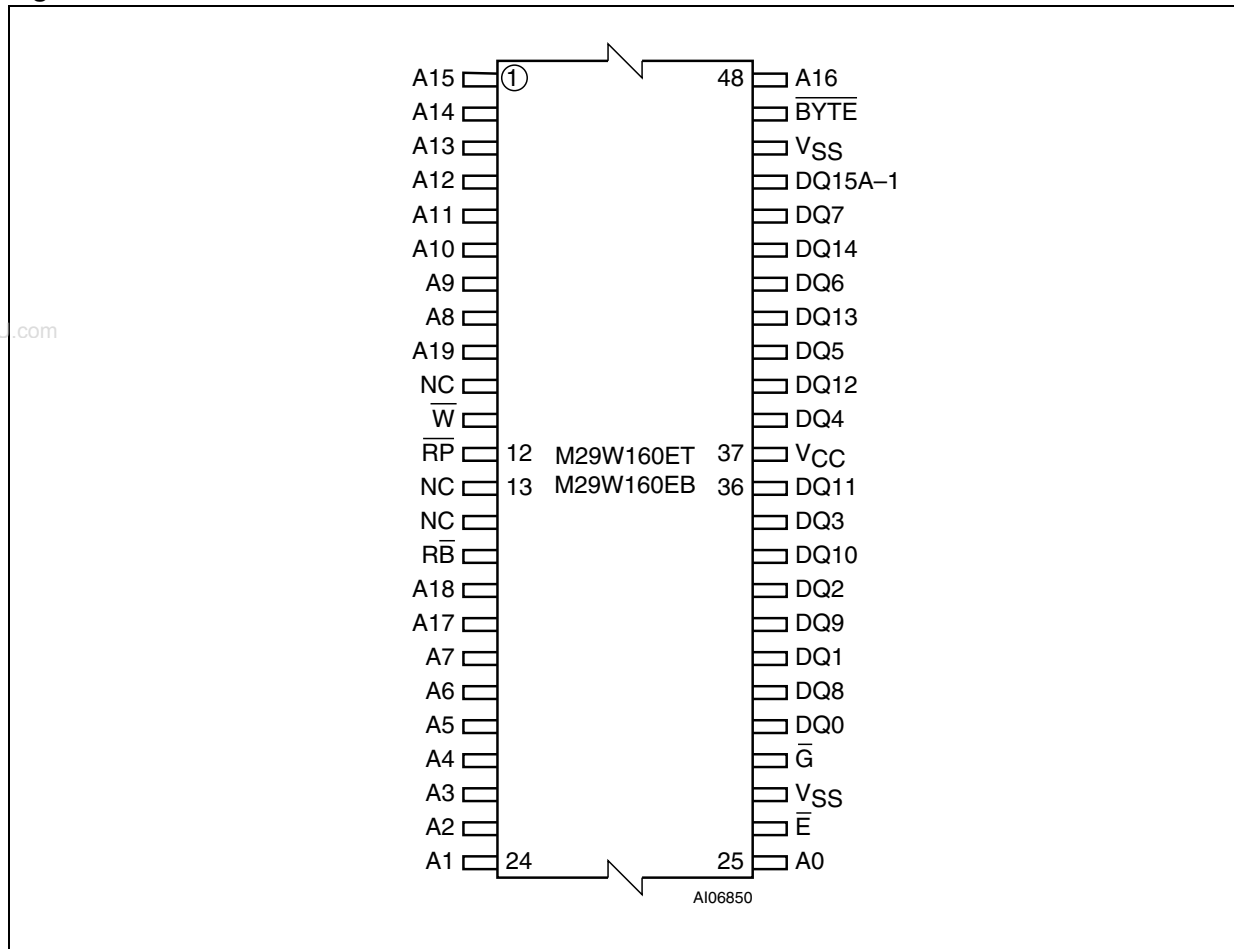 A15 1 48 A16
A14 B̅Y̅T̅E̅
A13 VSS
A12 DQ15A–1
A11 DQ7
A10 DQ14
A9 DQ6
A8 DQ13
J.com
A19 DQ5
NC DQ12
W̅ DQ4
R̅P̅ 12 M29W160ET 37 VCC
NC 13 M29W160EB 36 DQ11
NC DQ3
RB̅ DQ10
A18 DQ2
A17 DQ9
A7 DQ1
A6 DQ8
A5 DQ0
A4 G̅
A3 VSS
A2 E̅
A1 24 25 A0
AI06850